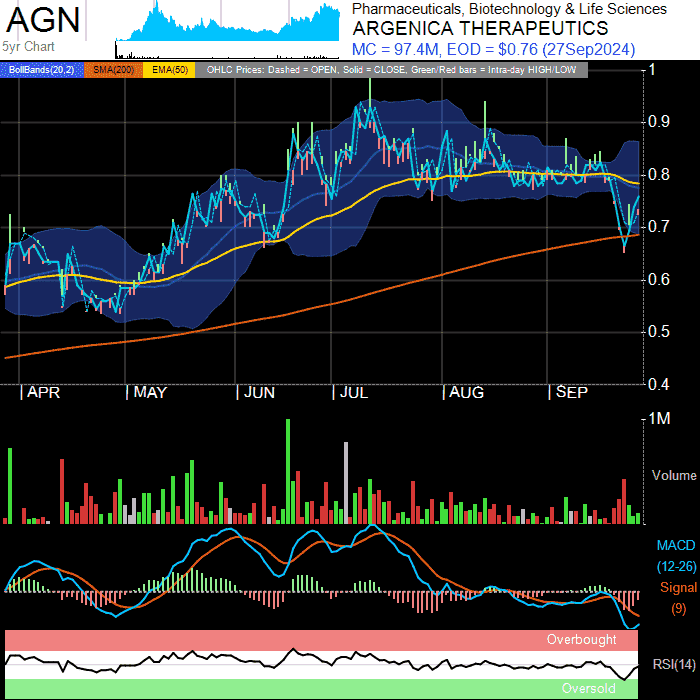 AGN
5yr Chart
Pharmaceuticals, Biotechnology & Life Sciences
ARGENICA THERAPEUTICS
MC = 97.4M, EOD = $0.76 (27Sep2024)
BollBands(20,2) SMA(200) EMA(50) OHLC Prices: Dashed = OPEN, Solid = CLOSE, Green/Red bars = Intra-day HIGH/LOW
1
0.9
0.8
0.7
0.6
0.5
0.4
APR MAY JUN JUL AUG SEP
1M
Volume
MACD
(12-26)
Signal
(9)
Overbought
RSI(14)
Oversold